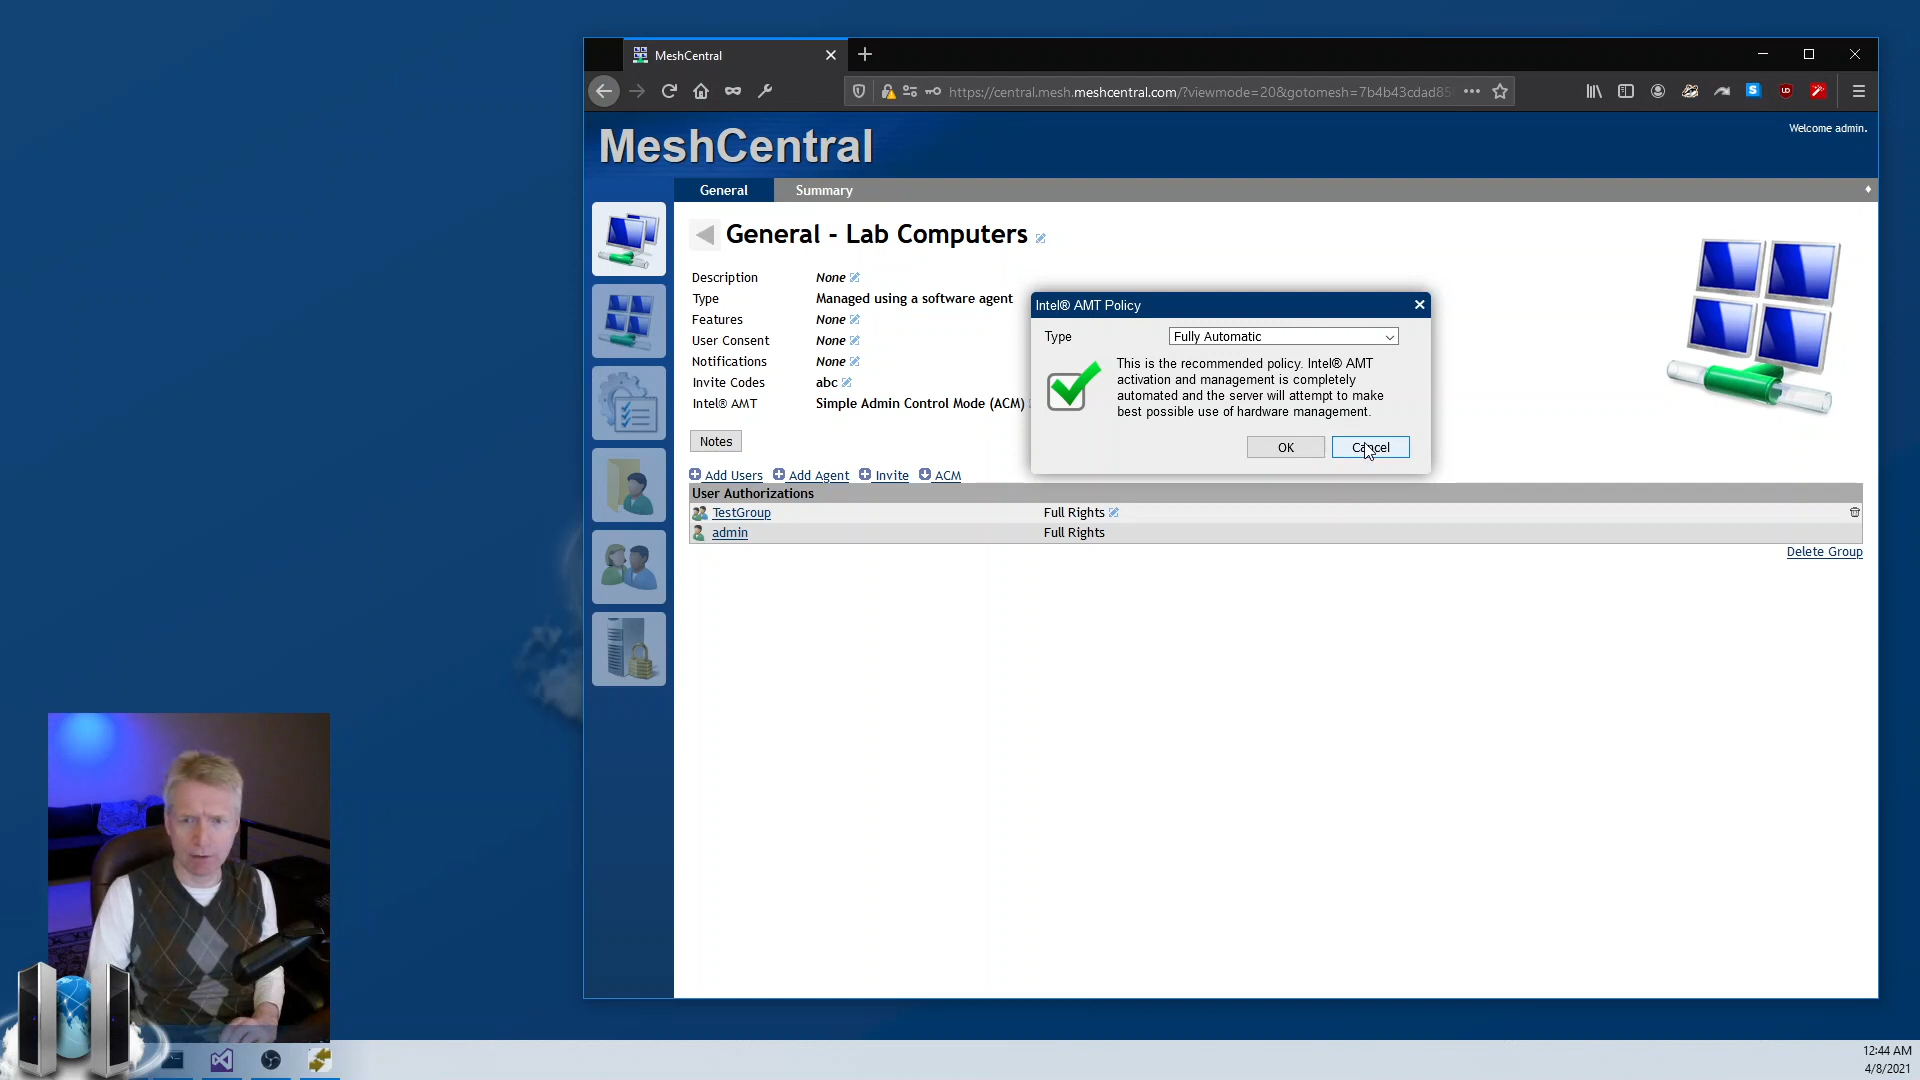 MeshCentral
https://central.mesh.meshcentral.com/?viewmode=20&gotomesh=7b4b43cdad85
MeshCentral
Welcome admin.
General Summary
General - Lab Computers
Description None
Type Managed using a software agent
Features None
User Consent None
Notifications None
Invite Codes abc
Intel® AMT Simple Admin Control Mode (ACM)
Notes
Intel® AMT Policy
Type Fully Automatic
This is the recommended policy. Intel® AMT
activation and management is completely
automated and the server will attempt to make
best possible use of hardware management.
OK Cancel
Add Users Add Agent Invite ACM
User Authorizations
TestGroup Full Rights
admin Full Rights
Delete Group
12:44 AM
4/8/2021